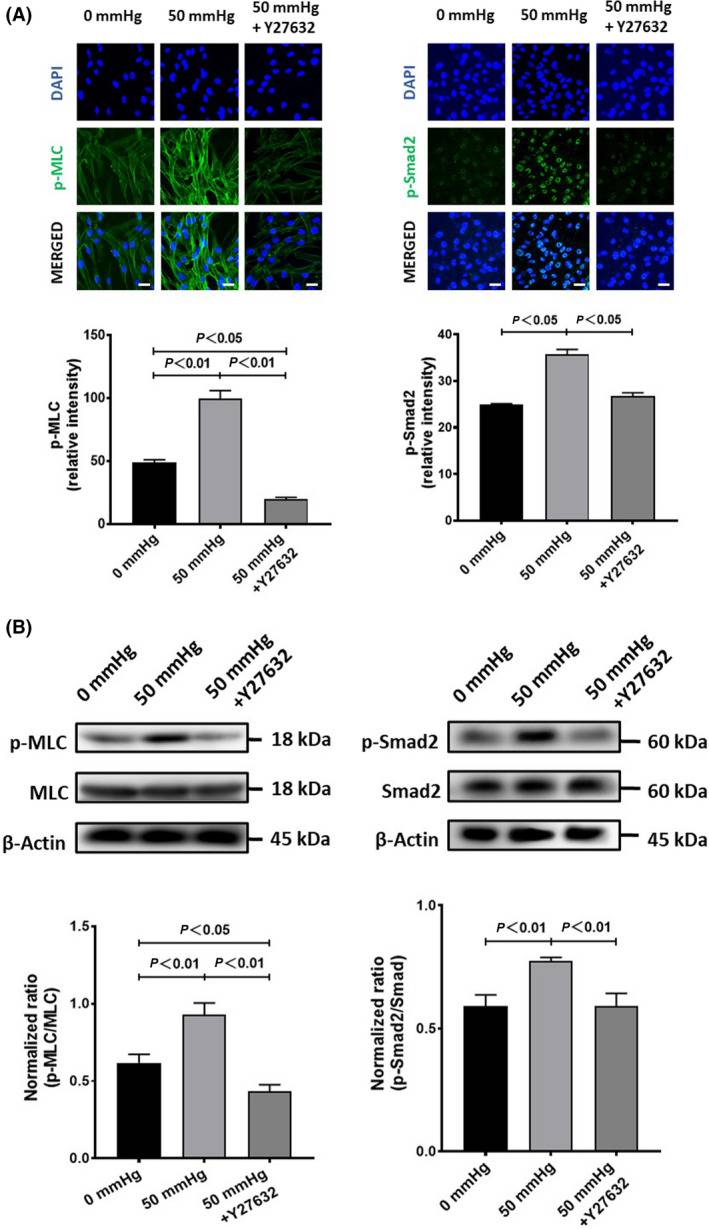 (A)
0 mmHg
50 mmHg
50 mmHg
+ Y27632
DAPI
p-MLC
MERGED
0 mmHg
50 mmHg
50 mmHg
+ Y27632
DAPI
p-Smad2
MERGED
p-MLC
(relative intensity)
150
100
50
0
P<0.05
P<0.01
P<0.01
0 mmHg
50 mmHg
50 mmHg
+Y27632
p-Smad2
(relative intensity)
40
30
20
10
0
P<0.05
P<0.05
0 mmHg
50 mmHg
50 mmHg
+Y27632
(B)
0 mmHg
50 mmHg
50 mmHg
+Y27632
p-MLC
18 kDa
MLC
18 kDa
β-Actin
45 kDa
0 mmHg
50 mmHg
50 mmHg
+Y27632
p-Smad2
60 kDa
Smad2
60 kDa
β-Actin
45 kDa
Normalized ratio
(p-MLC/MLC)
1.5
1.0
0.5
0.0
P<0.05
P<0.01
P<0.01
0 mmHg
50 mmHg
50 mmHg
+Y27632
Normalized ratio
(p-Smad2/Smad)
1.0
0.5
0.0
P<0.01
P<0.01
0 mmHg
50 mmHg
50 mmHg
+Y27632